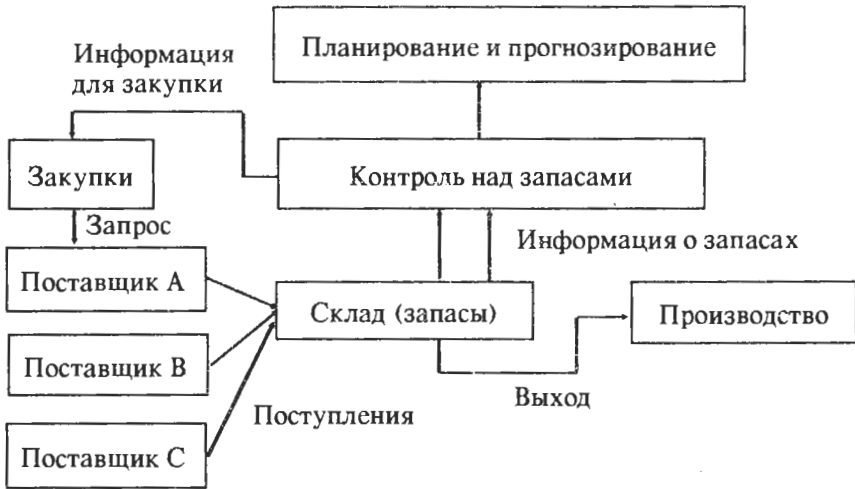 Планирование и прогнозирование
Информация
для закупки
Закупки
Контроль над запасами
Запрос
Информация о запасах
Поставщик А
Склад (запасы)
Производство
Поставщик В
Выход
Поступления
Поставщик С